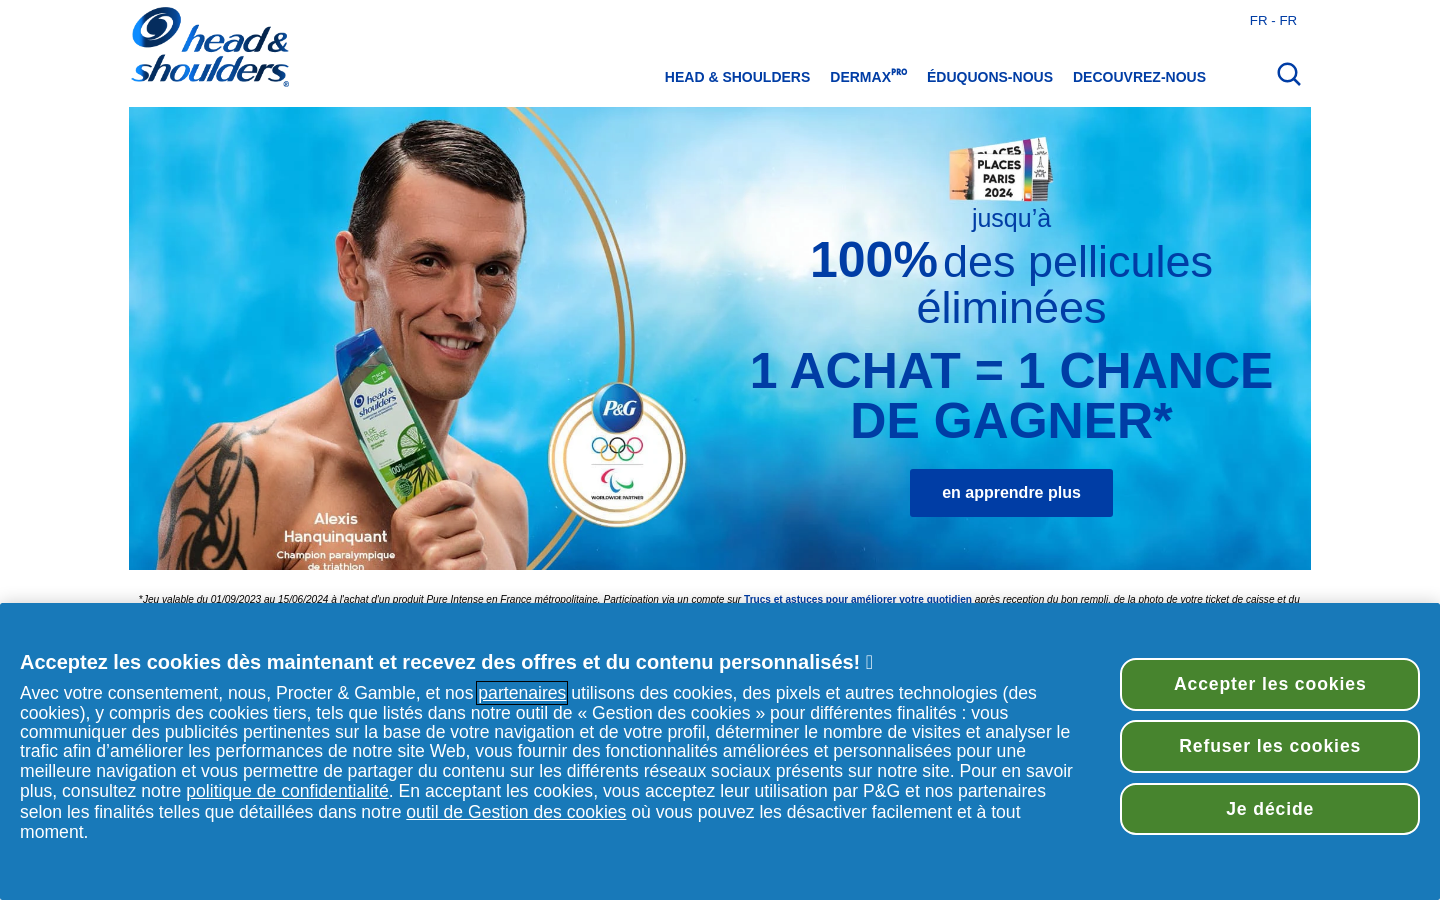 head &
shoulders®
FR - FR
HEAD & SHOULDERS DERMAXPRO ÉDUQUONS-NOUS DECOUVREZ-NOUS
PLACES
PLACES
PARIS
2024
jusqu’à
100% des pellicules
éliminées
1 ACHAT = 1 CHANCE
DE GAGNER*
en apprendre plus
head &
shoulders
PURE
INTENSE
100%
P&G
WORLDWIDE PARTNER
Alexis
Hanquinquant
Champion paralympique
de triathlon
*Jeu valable du 01/09/2023 au 15/06/2024 à l'achat d'un produit Pure Intense en France métropolitaine. Participation via un compte sur Trucs et astuces pour améliorer votre quotidien après reception du bon rempli, de la photo de votre ticket de caisse et du
Acceptez les cookies dès maintenant et recevez des offres et du contenu personnalisés!
Avec votre consentement, nous, Procter & Gamble, et nos partenaires utilisons des cookies, des pixels et autres technologies (des
cookies), y compris des cookies tiers, tels que listés dans notre outil de « Gestion des cookies » pour différentes finalités : vous
communiquer des publicités pertinentes sur la base de votre navigation et de votre profil, déterminer le nombre de visites et analyser le
trafic afin d’améliorer les performances de notre site Web, vous fournir des fonctionnalités améliorées et personnalisées pour une
meilleure navigation et vous permettre de partager du contenu sur les différents réseaux sociaux présents sur notre site. Pour en savoir
plus, consultez notre politique de confidentialité. En acceptant les cookies, vous acceptez leur utilisation par P&G et nos partenaires
selon les finalités telles que détaillées dans notre outil de Gestion des cookies où vous pouvez les désactiver facilement et à tout
moment.
Accepter les cookies
Refuser les cookies
Je décide